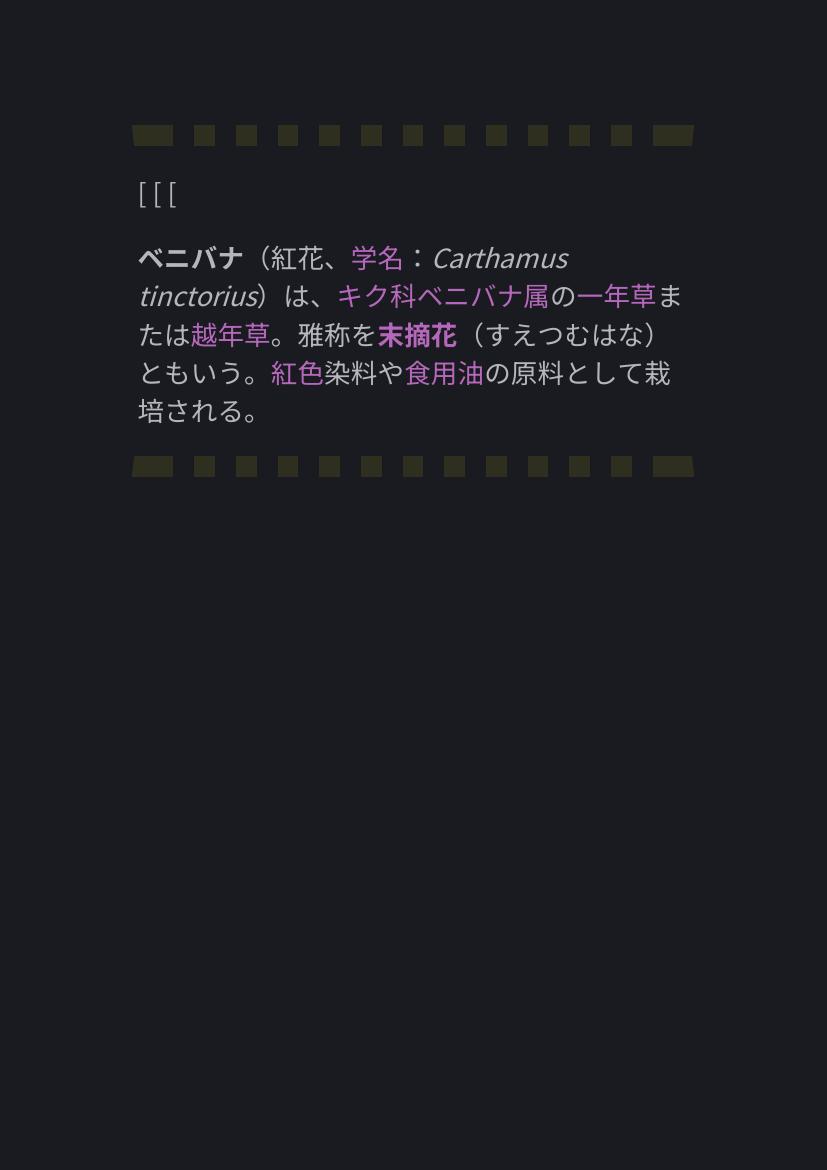 [ [ [
ベニバナ（紅花、学名：Carthamus
tinctorius）は、キク科ベニバナ属の一年草ま
たは越年草。雅称を末摘花（すえつむはな）
ともいう。紅色染料や食用油の原料として栽
培される。